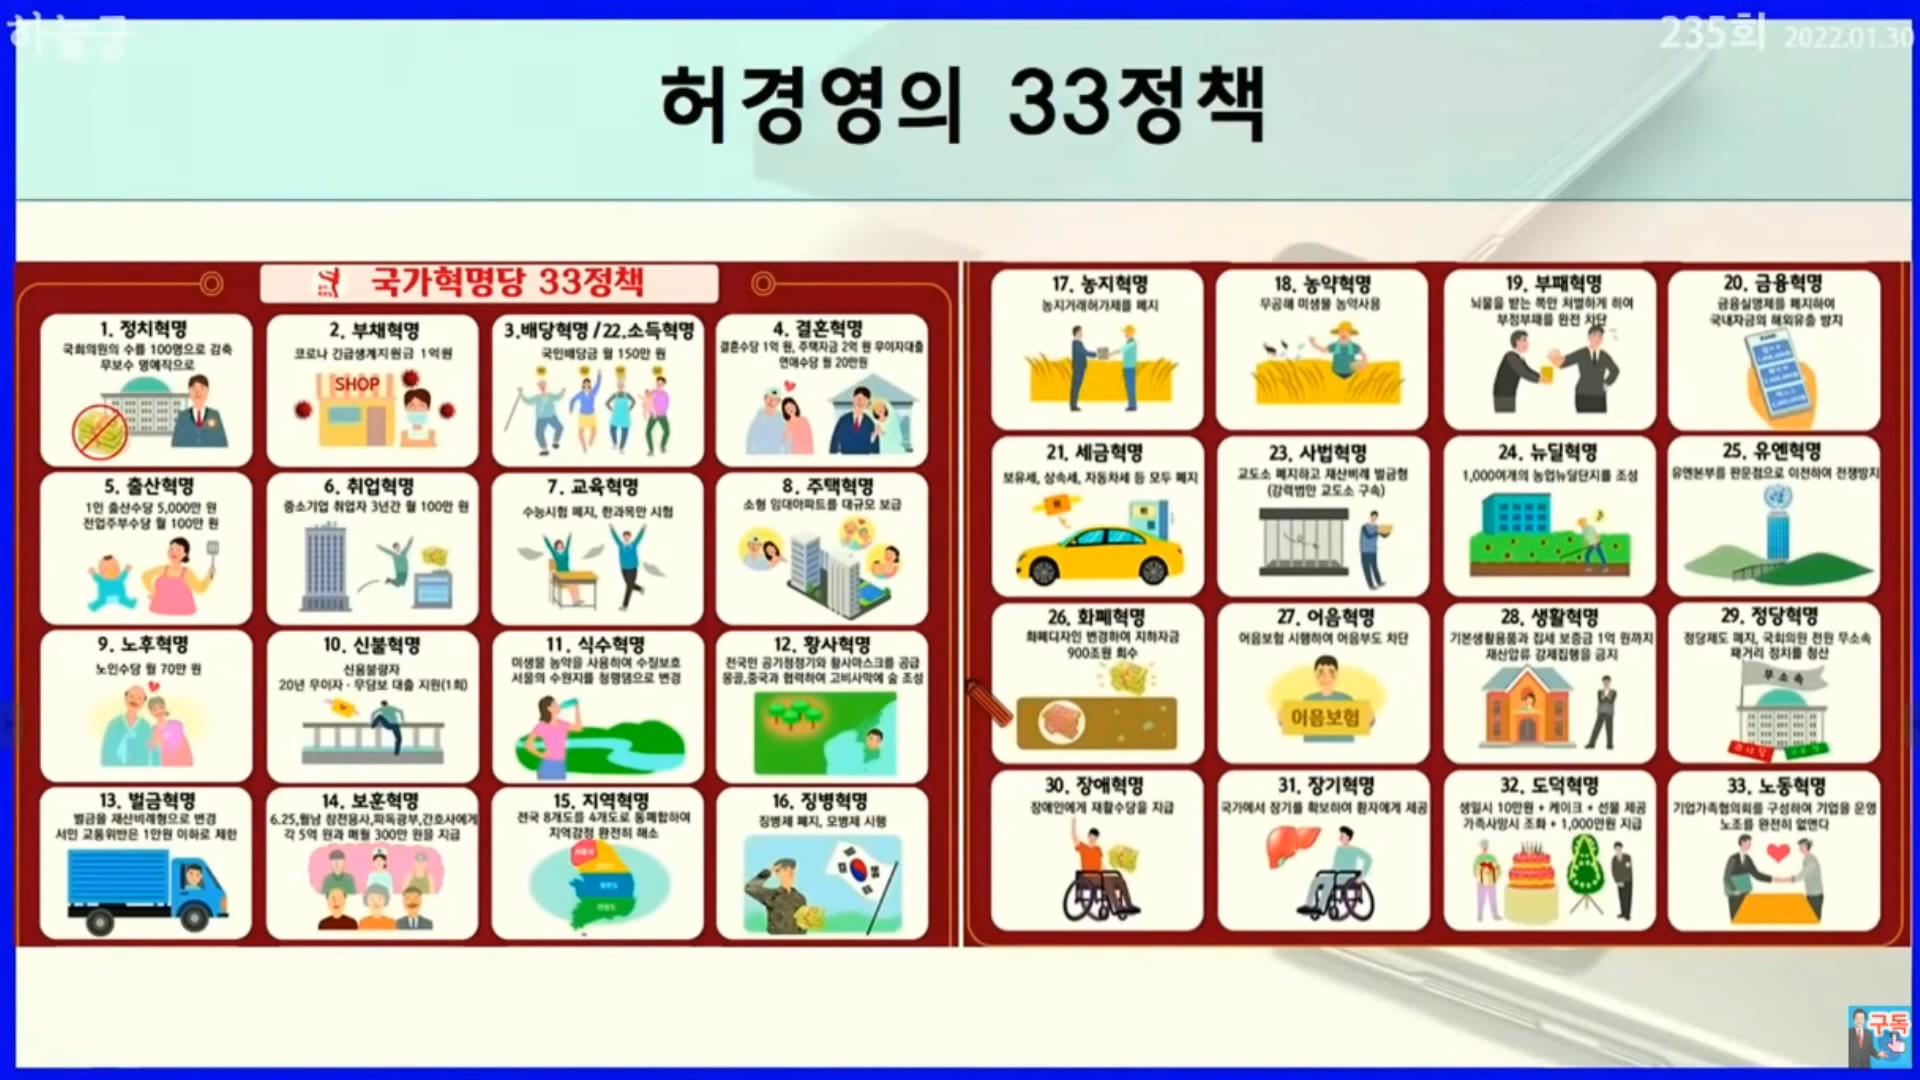 하늘궁
235회 2022.01.30
허경영의 33정책
국가혁명당 33정책
1. 정치혁명
국회의원의 수를 100명으로 감축
무보수 명예직으로
2. 부채혁명
코로나 긴급생계지원금 1억원
SHOP
3.배당혁명 /22.소득혁명
국민배당금 월 150만 원
4. 결혼혁명
결혼수당 1억 원, 주택자금 2억 원 무이자대출
연애수당 월 20만원
5. 출산혁명
1인 출산수당 5,000만 원
전업주부수당 월 100만 원
6. 취업혁명
중소기업 취업자 3년간 월 100만 원
7. 교육혁명
수능시험 폐지, 한과목만 시험
8. 주택혁명
소형 임대아파트를 대규모 보급
9. 노후혁명
노인수당 월 70만 원
10. 신불혁명
신용불량자
20년 무이자 · 무담보 대출 지원(1회)
11. 식수혁명
미생물 농약을 사용하여 수질보호
서울의 수원지를 청평댐으로 변경
12. 황사혁명
전국민 공기정정기와 황사마스크를 공급
몽골,중국과 협력하여 고비사막에 숲 조성
13. 벌금혁명
벌금을 재산비례형으로 변경
서민 교통위반은 1만원 이하로 제한
14. 보훈혁명
6.25,월남 참전용사,파독광부,간호사에게
각 5억 원과 매월 300만 원을 지급
15. 지역혁명
전국 8개도를 4개도로 통폐합하여
지역감정 완전히 해소
16. 징병혁명
징병제 폐지, 모병제 시행
17. 농지혁명
농지거래허가제를 폐지
18. 농약혁명
무공해 미생물 농약사용
19. 부패혁명
뇌물을 받는 쪽만 처벌하게 하여
부정부패를 완전 차단
20. 금융혁명
금융실명제를 폐지하여
국내자금의 해외유출 방지
BANK
21. 세금혁명
보유세, 상속세, 자동차세 등 모두 폐지
23. 사법혁명
교도소 폐지하고 재산비례 벌금형
(강력범만 교도소 구속)
24. 뉴딜혁명
1,000여개의 농업뉴딜단지를 조성
25. 유엔혁명
유엔본부를 판문점으로 이전하여 전쟁방지
26. 화폐혁명
화폐디자인 변경하여 지하자금
900조원 회수
27. 어음혁명
어음보험 시행하여 어음부도 차단
어음보험
28. 생활혁명
기본생활용품과 집세 보증금 1억 원까지
재산압류 강제집행을 금지
29. 정당혁명
정당제도 폐지, 국회의원 전원 무소속
패거리 정치를 청산
무소속
30. 장애혁명
장애인에게 재활수당을 지급
31. 장기혁명
국가에서 장기를 확보하여 환자에게 제공
32. 도덕혁명
생일시 10만원 + 케이크 + 선물 제공
가족사망시 조화 + 1,000만원 지급
33. 노동혁명
기업가족협의회를 구성하여 기업을 운영
노조를 완전히 없앤다
구독